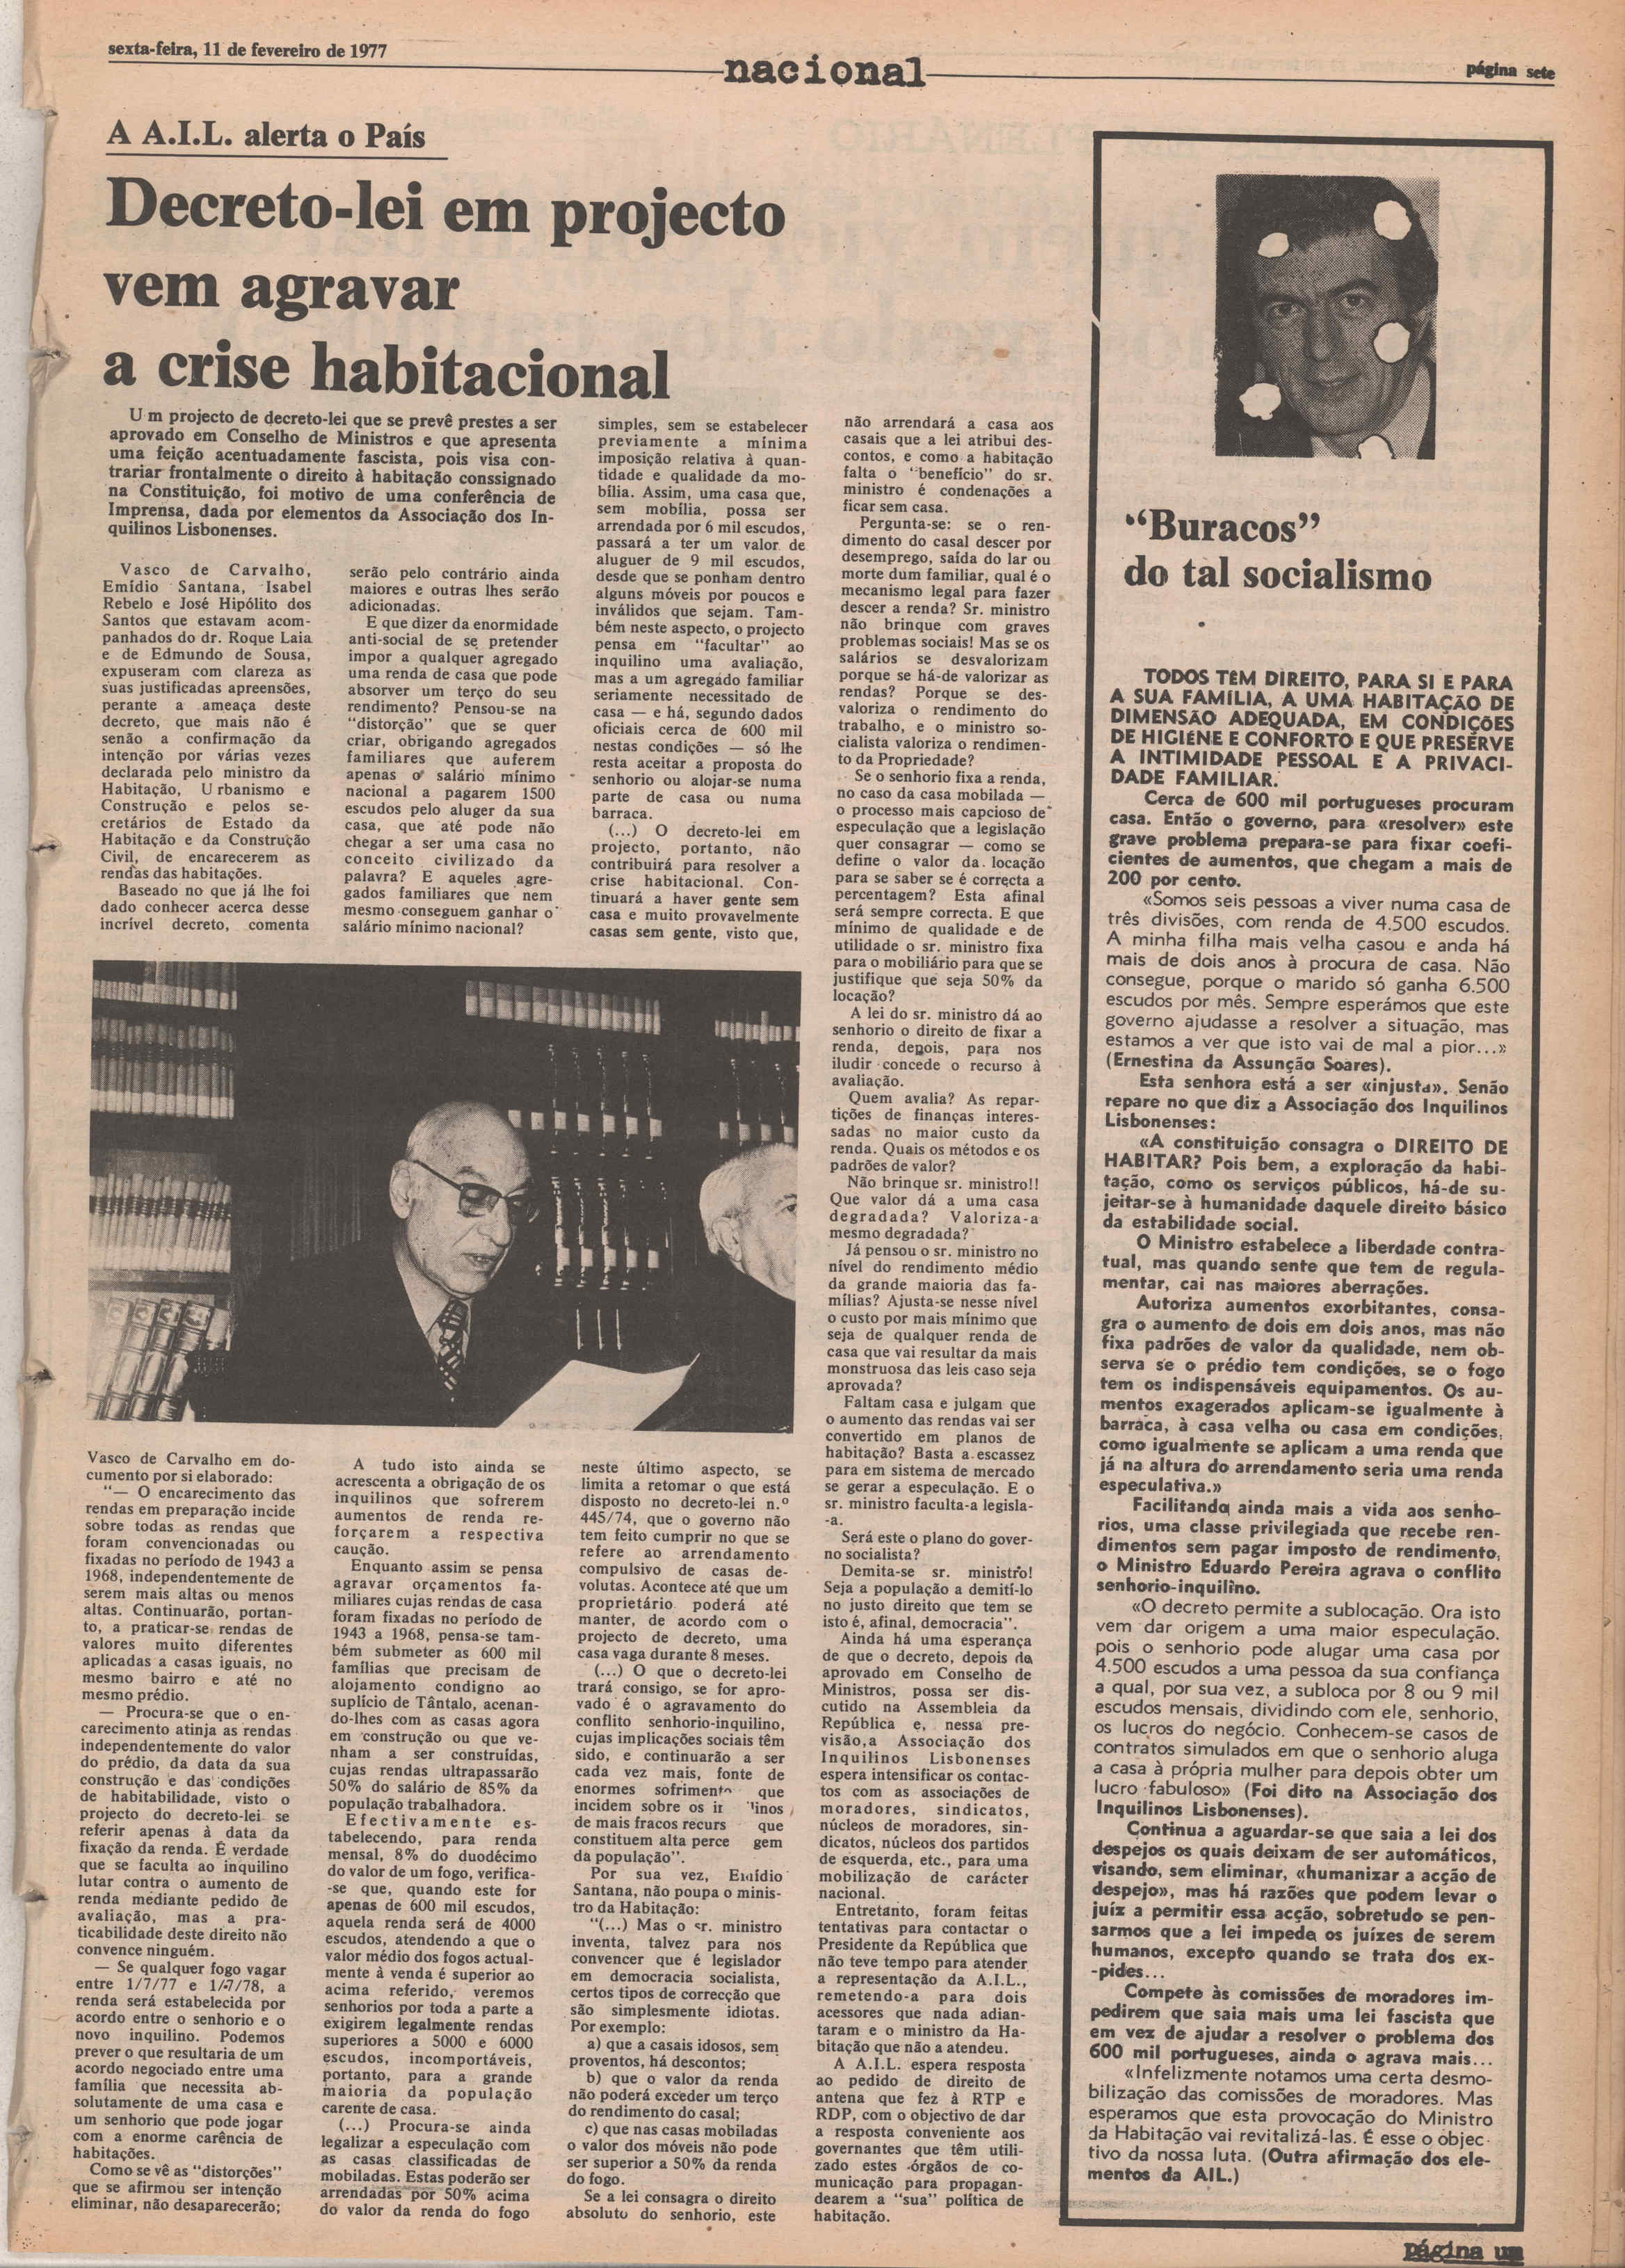 sexta-feira, 11 de fevereiro de 1977
nacional
página sete
A A.I.L. alerta o País
Decreto-lei em projecto
vem agravar
a crise habitacional
Um projecto de decreto-lei que se prevê prestes a ser
aprovado em Conselho de Ministros e que apresenta
uma feição acentuadamente fascista, pois visa con-
trariar frontalmente o direito à habitação conssignado
na Constituição, foi motivo de uma conferência de
Imprensa, dada por elementos da Associação dos In-
quilinos Lisbonenses.
Vasco de Carvalho,
Emídio Santana, Isabel
Rebelo e José Hipólito dos
Santos que estavam acom-
panhados do dr. Roque Laia
e de Edmundo de Sousa,
expuseram com clareza as
suas justificadas apreensões,
perante a ameaça deste
decreto, que mais não é
senão a confirmação da
intenção por várias vezes
declarada pelo ministro da
Habitação, Urbanismo e
Construção e pelos se-
cretários de Estado da
Habitação e da Construção
Civil, de encarecerem as
rendas das habitações.
Baseado no que já lhe foi
dado conhecer acerca desse
incrível decreto, comenta
Vasco de Carvalho em do-
cumento por si elaborado:
"— O encarecimento das
rendas em preparação incide
sobre todas as rendas que
foram convencionadas ou
fixadas no período de 1943 a
1968, independentemente de
serem mais altas ou menos
altas. Continuarão, portan-
to, a praticar-se rendas de
valores muito diferentes
aplicadas a casas iguais, no
mesmo bairro e até no
mesmo prédio.
— Procura-se que o en-
carecimento atinja as rendas
independentemente do valor
do prédio, da data da sua
construção e das condições
de habitabilidade, visto o
projecto do decreto-lei se
referir apenas à data da
fixação da renda. É verdade
que se faculta ao inquilino
lutar contra o aumento de
renda mediante pedido de
avaliação, mas a pra-
ticabilidade deste direito não
convence ninguém.
— Se qualquer fogo vagar
entre 1/7/77 e 1/7/78, a
renda será estabelecida por
acordo entre o senhorio e o
novo inquilino. Podemos
prever o que resultaria de um
acordo negociado entre uma
família que necessita ab-
solutamente de uma casa e
um senhorio que pode jogar
com a enorme carência de
habitações.
Como se vê as "distorções"
que se afirmou ser intenção
eliminar, não desaparecerão;
serão pelo contrário ainda
maiores e outras lhes serão
adicionadas.
E que dizer da enormidade
anti-social de se pretender
impor a qualquer agregado
uma renda de casa que pode
absorver um terço do seu
rendimento? Pensou-se na
"distorção" que se quer
criar, obrigando agregados
familiares que auferem
apenas o salário mínimo
nacional a pagarem 1500
escudos pelo aluger da sua
casa, que até pode não
chegar a ser uma casa no
conceito civilizado da
palavra? E aqueles agre-
gados familiares que nem
mesmo conseguem ganhar o
salário mínimo nacional?
A tudo isto ainda se
acrescenta a obrigação de os
inquilinos que sofrerem
aumentos de renda re-
forçarem a respectiva
caução.
Enquanto assim se pensa
agravar orçamentos fa-
miliares cujas rendas de casa
foram fixadas no período de
1943 a 1968, pensa-se tam-
bém submeter as 600 mil
famílias que precisam de
alojamento condigno ao
suplício de Tântalo, acenan-
do-lhes com as casas agora
em construção ou que ve-
nham a ser construídas,
cujas rendas ultrapassarão
50% do salário de 85% da
população trabalhadora.
Efectivamente es-
tabelecendo, para renda
mensal, 8% do duodécimo
do valor de um fogo, verifica-
-se que, quando este for
apenas de 600 mil escudos,
aquela renda será de 4000
escudos, atendendo a que o
valor médio dos fogos actual-
mente à venda é superior ao
acima referido, veremos
senhorios por toda a parte a
exigirem legalmente rendas
superiores a 5000 e 6000
escudos, incomportáveis,
portanto, para a grande
maioria da população
carente de casa.
(...) Procura-se ainda
legalizar a especulação com
as casas classificadas de
mobiladas. Estas poderão ser
arrendadas por 50% acima
do valor da renda do fogo
simples, sem se estabelecer
previamente a mínima
imposição relativa à quan-
tidade e qualidade da mo-
bília. Assim, uma casa que,
sem mobília, possa ser
arrendada por 6 mil escudos,
passará a ter um valor de
aluguer de 9 mil escudos,
desde que se ponham dentro
alguns móveis por poucos e
inválidos que sejam. Tam-
bém neste aspecto, o projecto
pensa em "facultar" ao
inquilino uma avaliação,
mas a um agregado familiar
seriamente necessitado de
casa — e há, segundo dados
oficiais cerca de 600 mil
nestas condições — só lhe
resta aceitar a proposta do
senhorio ou alojar-se numa
parte de casa ou numa
barraca.
(...) O decreto-lei em
projecto, portanto, não
contribuirá para resolver a
crise habitacional. Con-
tinuará a haver gente sem
casa e muito provavelmente
casas sem gente, visto que,
neste último aspecto, se
limita a retomar o que está
disposto no decreto-lei n.º
445/74, que o governo não
tem feito cumprir no que se
refere ao arrendamento
compulsivo de casas de-
volutas. Acontece até que um
proprietário poderá até
manter, de acordo com o
projecto de decreto, uma
casa vaga durante 8 meses.
(...) O que o decreto-lei
trará consigo, se for apro-
vado é o agravamento do
conflito senhorio-inquilino,
cujas implicações sociais têm
sido, e continuarão a ser
cada vez mais, fonte de
enormes sofrimento que
incidem sobre os
de mais fracos recurs que
constituem alta perce gem
da população".
Por sua vez, Emídio
Santana, não poupa o minis-
tro da Habitação:
"(...) Mas o sr. ministro
inventa, talvez para nos
convencer que é legislador
em democracia socialista,
certos tipos de correcção que
são simplesmente idiotas.
Por exemplo:
a) que a casais idosos, sem
proventos, há descontos;
b) que o valor da renda
não poderá exceder um terço
do rendimento do casal;
c) que nas casas mobiladas
o valor dos móveis não pode
ser superior a 50% da renda
do fogo.
Se a lei consagra o direito
absoluto do senhorio, este
não arrendará a casa aos
casais que a lei atribui des-
contos, e como a habitação
falta o "benefício" do sr.
ministro é condenações a
ficar sem casa.
Pergunta-se: se o ren-
dimento do casal descer por
desemprego, saída do lar ou
morte dum familiar, qual é o
mecanismo legal para fazer
descer a renda? Sr. ministro
não brinque com graves
problemas sociais! Mas se os
salários se desvalorizam
porque se há-de valorizar as
rendas? Porque se des-
valoriza o rendimento do
trabalho, e o ministro so-
cialista valoriza o rendimen-
to da Propriedade?
Se o senhorio fixa a renda,
no caso da casa mobilada —
o processo mais capcioso de
especulação que a legislação
quer consagrar — como se
define o valor da locação
para se saber se é correcta a
percentagem? Esta afinal
será sempre correcta. E que
mínimo de qualidade e de
utilidade o sr. ministro fixa
para o mobiliário para que se
justifique que seja 50% da
locação?
A lei do sr. ministro dá ao
senhorio o direito de fixar a
renda, depois, para nos
iludir concede o recurso à
avaliação.
Quem avalia? As repar-
tições de finanças interes-
sadas no maior custo da
renda. Quais os métodos e os
padrões de valor?
Não brinque sr. ministro!!
Que valor dá a uma casa
degradada? Valoriza-a
mesmo degradada?
Já pensou o sr. ministro no
nível do rendimento médio
da grande maioria das fa-
mílias? Ajusta-se nesse nível
o custo por mais mínimo que
seja de qualquer renda de
casa que vai resultar da mais
monstruosa das leis caso seja
aprovada?
Faltam casa e julgam que
o aumento das rendas vai ser
convertido em planos de
habitação? Basta a escassez
para em sistema de mercado
se gerar a especulação. E o
sr. ministro faculta-a legisla-
-a.
Será este o plano do gover-
no socialista?
Demita-se sr. ministro!
Seja a população a demiti-lo
no justo direito que tem se
isto é, afinal, democracia".
Ainda há uma esperança
de que o decreto, depois de
aprovado em Conselho de
Ministros, possa ser dis-
cutido na Assembleia da
República e, nessa pre-
visão,a Associação dos
Inquilinos Lisbonenses
espera intensificar os contac-
tos com as associações de
moradores, sindicatos,
núcleos de moradores, sin-
dicatos, núcleos dos partidos
de esquerda, etc., para uma
mobilização de carácter
nacional.
Entretanto, foram feitas
tentativas para contactar o
Presidente da República que
não teve tempo para atender
a representação da A.I.L.,
remetendo-a para dois
acessores que nada adian-
taram e o ministro da Ha-
bitação que não a atendeu.
A A.I.L. espera resposta
ao pedido de direito de
antena que fez à RTP e
RDP, com o objectivo de dar
a resposta conveniente aos
governantes que têm utili-
zado estes órgãos de co-
municação para propagan-
dearem a "sua" política de
habitação.
"Buracos"
do tal socialismo
TODOS TÊM DIREITO, PARA SI E PARA
A SUA FAMÍLIA, A UMA HABITAÇÃO DE
DIMENSÃO ADEQUADA, EM CONDIÇÕES
DE HIGIÉNE E CONFORTO E QUE PRESERVE
A INTIMIDADE PESSOAL E A PRIVACI-
DADE FAMILIAR.
Cerca de 600 mil portugueses procuram
casa. Então o governo, para «resolver» este
grave problema prepara-se para fixar coefi-
cientes de aumentos, que chegam a mais de
200 por cento.
«Somos seis pessoas a viver numa casa de
três divisões, com renda de 4.500 escudos.
A minha filha mais velha casou e anda há
mais de dois anos à procura de casa. Não
consegue, porque o marido só ganha 6.500
escudos por mês. Sempre esperámos que este
governo ajudasse a resolver a situação, mas
estamos a ver que isto vai de mal a pior...»
(Ernestina da Assunção Soares).
Esta senhora está a ser «injusta». Senão
repare no que diz a Associação dos Inquilinos
Lisbonenses:
«A constituição consagra o DIREITO DE
HABITAR? Pois bem, a exploração da habi-
tação, como os serviços públicos, há-de su-
jeitar-se à humanidade daquele direito básico
da estabilidade social.
O Ministro estabelece a liberdade contra-
tual, mas quando sente que tem de regula-
mentar, cai nas maiores aberrações.
Autoriza aumentos exorbitantes, consa-
gra o aumento de dois em dois anos, mas não
fixa padrões de valor da qualidade, nem ob-
serva se o prédio tem condições, se o fogo
tem os indispensáveis equipamentos. Os au-
mentos exagerados aplicam-se igualmente à
barraca, à casa velha ou casa em condições,
como igualmente se aplicam a uma renda que
já na altura do arrendamento seria uma renda
especulativa.»
Facilitando ainda mais a vida aos senho-
rios, uma classe privilegiada que recebe ren-
dimentos sem pagar imposto de rendimento,
o Ministro Eduardo Pereira agrava o conflito
senhorio-inquilino.
«O decreto permite a sublocação. Ora isto
vem dar origem a uma maior especulação.
pois o senhorio pode alugar uma casa por
4.500 escudos a uma pessoa da sua confiança
a qual, por sua vez, a subloca por 8 ou 9 mil
escudos mensais, dividindo com ele, senhorio,
os lucros do negócio. Conhecem-se casos de
contratos simulados em que o senhorio aluga
a casa à própria mulher para depois obter um
lucro fabuloso» (Foi dito na Associação dos
Inquilinos Lisbonenses).
Continua a aguardar-se que saia a lei dos
despejos os quais deixam de ser automáticos,
visando, sem eliminar, «humanizar a acção de
despejo», mas há razões que podem levar o
juíz a permitir essa acção, sobretudo se pen-
sarmos que a lei impede os juízes de serem
humanos, excepto quando se trata dos ex-
-pides...
Compete às comissões de moradores im-
pedirem que saia mais uma lei fascista que
em vez de ajudar a resolver o problema dos
600 mil portugueses, ainda o agrava mais...
«Infelizmente notamos uma certa desmo-
bilização das comissões de moradores. Mas
esperamos que esta provocação do Ministro
da Habitação vai revitalizá-las. É esse o objec-
tivo da nossa luta. (Outra afirmação dos ele-
mentos da AIL.)
página um